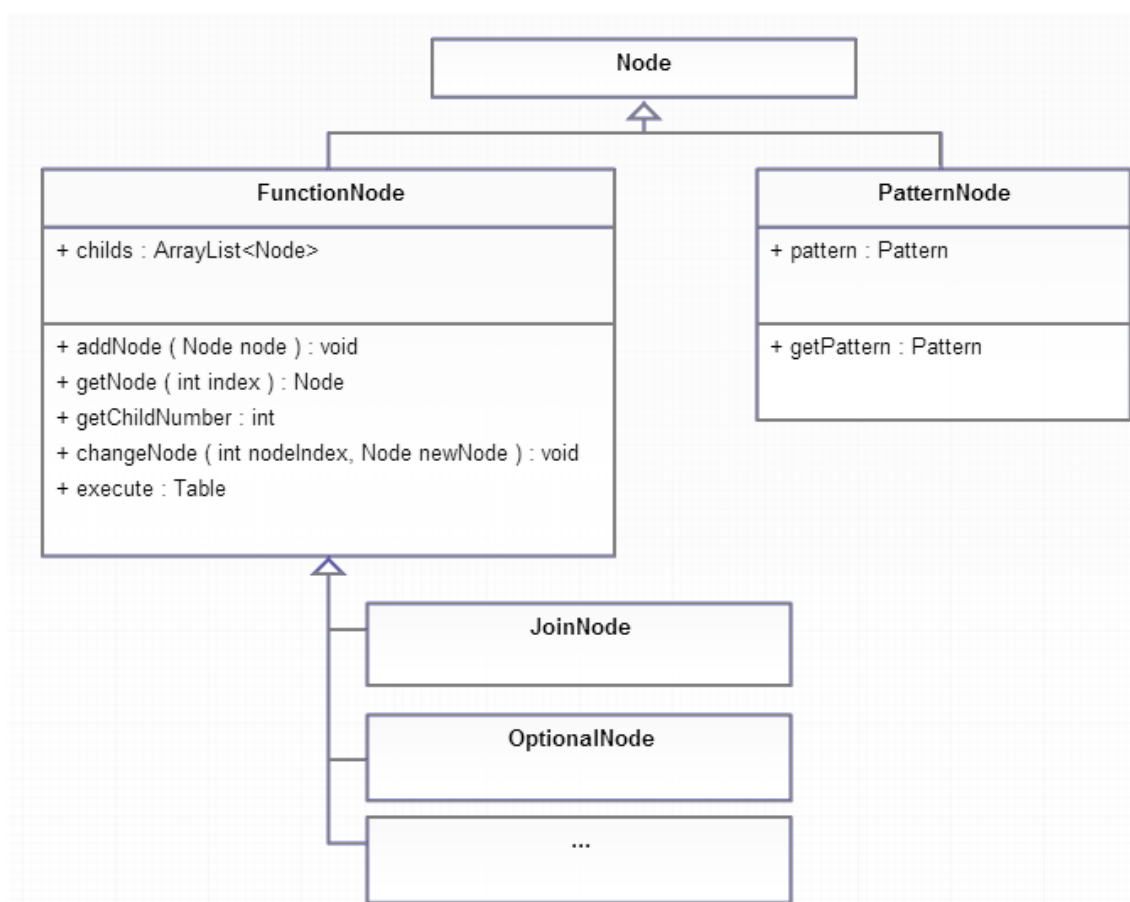 Node
FunctionNode
+ childs : ArrayList<Node>
+ addNode ( Node node ) : void
+ getNode ( int index ) : Node
+ getChildNumber : int
+ changeNode ( int nodeIndex, Node newNode ) : void
+ execute : Table
PatternNode
+ pattern : Pattern
+ getPattern : Pattern
JoinNode
OptionalNode
...